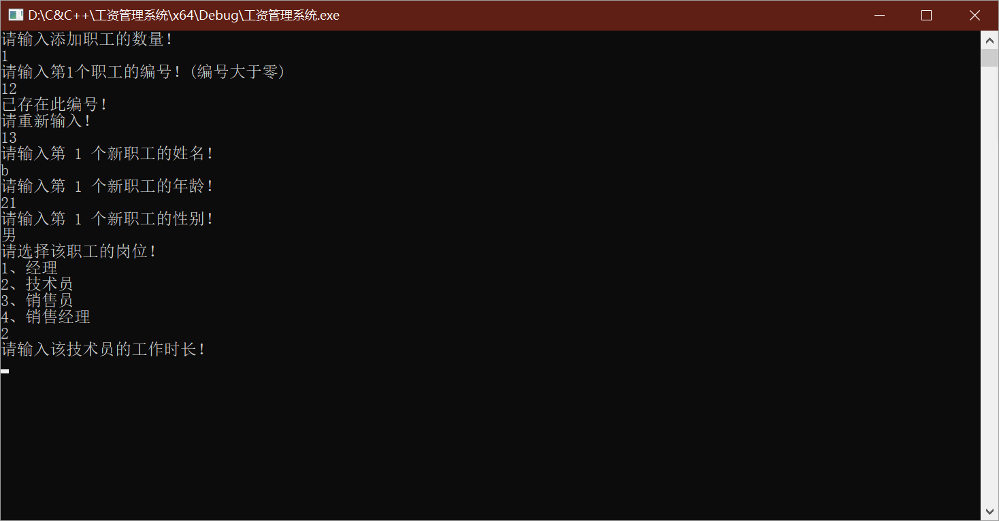 D:\C&C++\工资管理系统\x64\Debug\工资管理系统.exe
请输入添加职工的数量！
1
请输入第1个职工的编号！(编号大于零)
12
已存在此编号！
请重新输入！
13
请输入第 1 个新职工的姓名！
b
请输入第 1 个新职工的年龄！
21
请输入第 1 个新职工的性别！
男
请选择该职工的岗位！
1、经理
2、技术员
3、销售员
4、销售经理
2
请输入该技术员的工作时长！